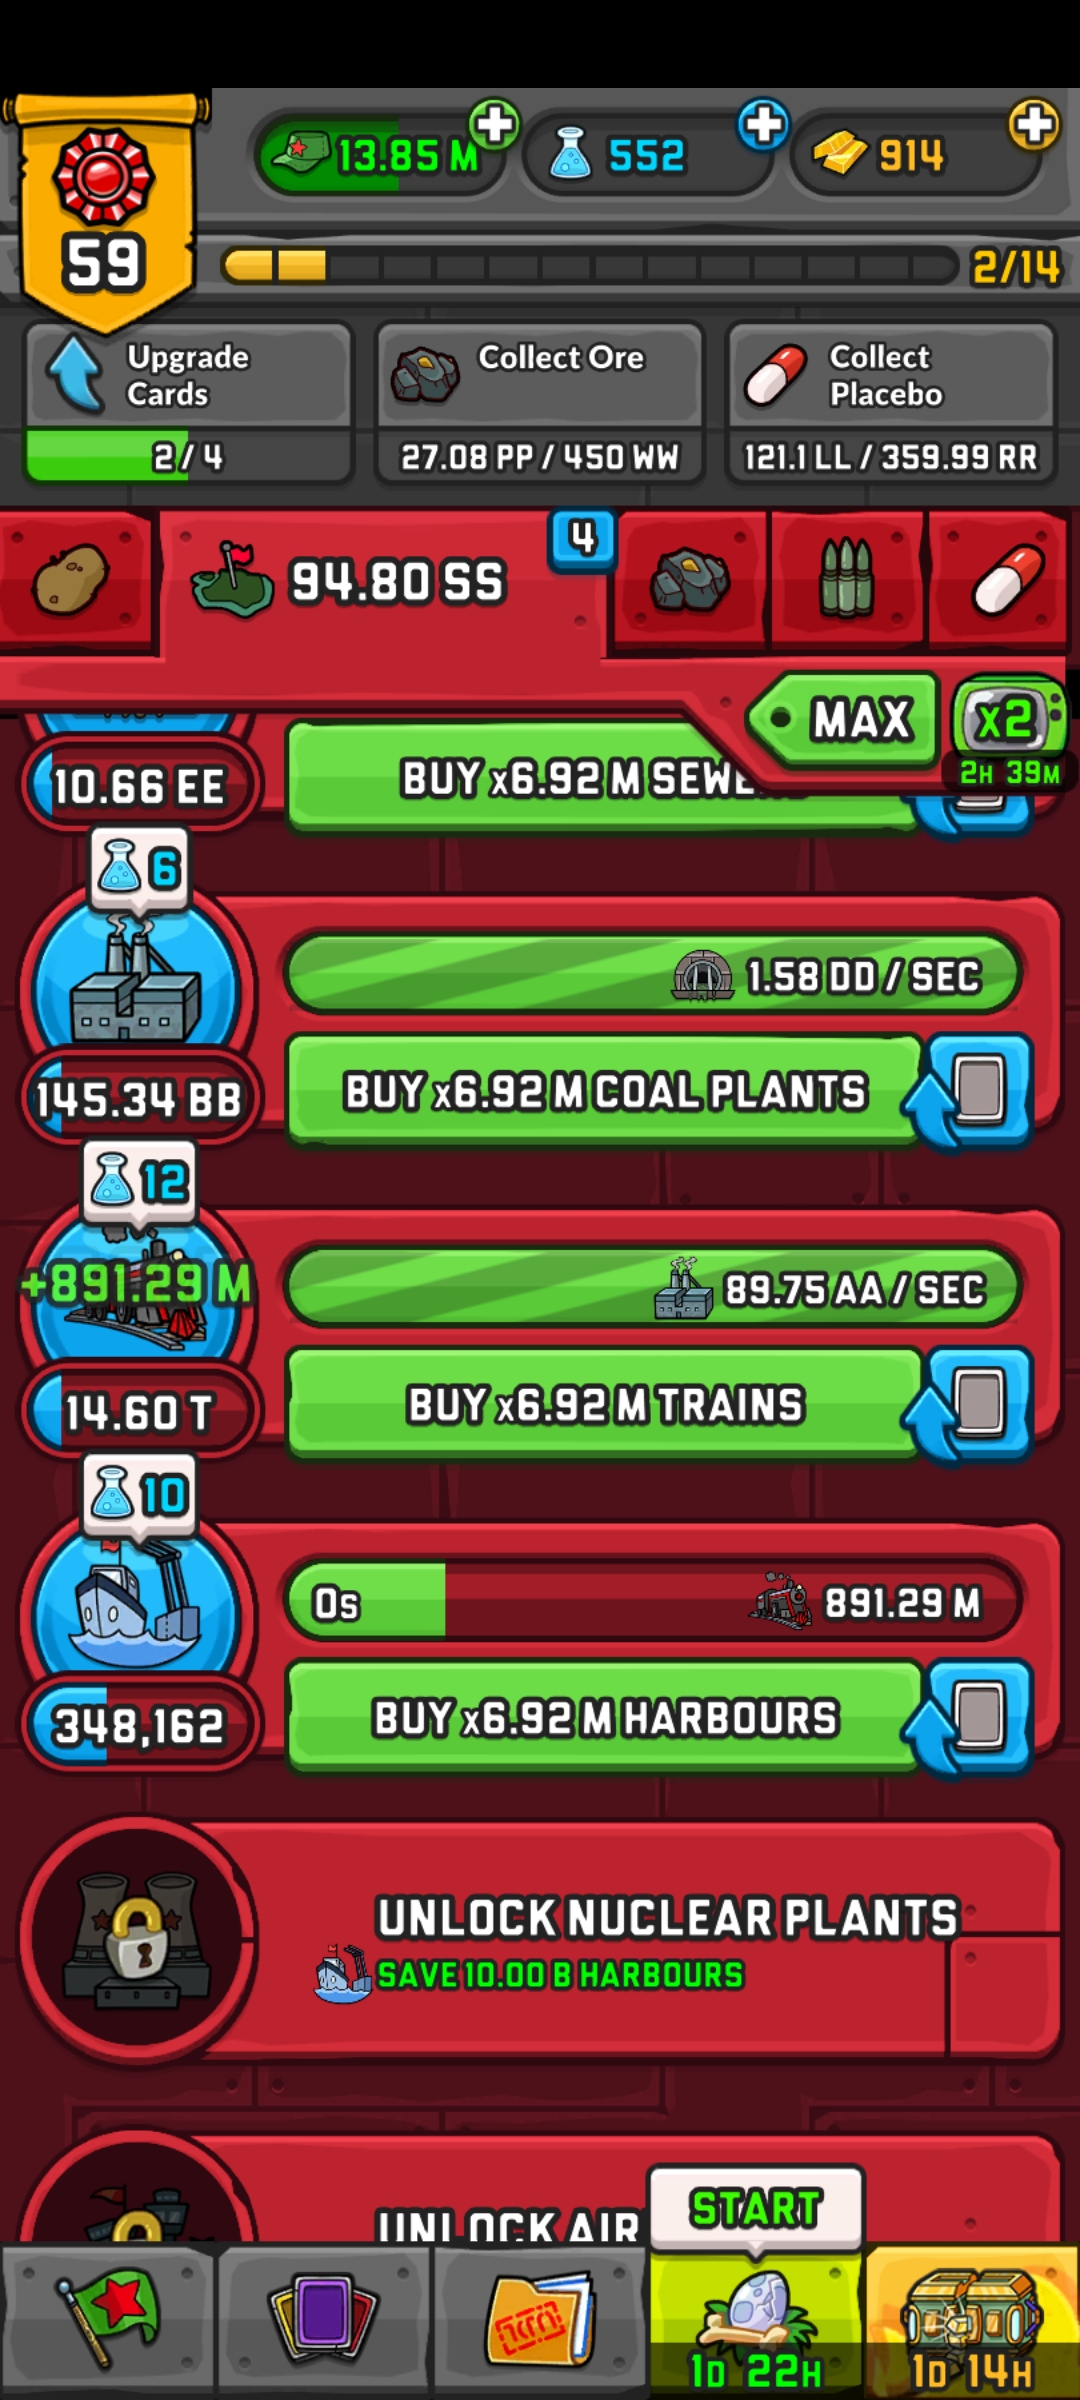 13.85 M
552
914
59
2/14
Upgrade Cards
2/4
Collect Ore
27.08 PP / 450 WW
Collect Placebo
121.1 LL / 359.99 RR
94.80 SS
4
MAX
x2
2H 39M
10.66 EE
BUY x6.92 M
6
1.58 DD / SEC
145.34 BB
BUY x6.92 M COAL PLANTS
12
+891.29 M
89.75 AA / SEC
14.60 T
BUY x6.92 M TRAINS
10
0s
891.29 M
348,162
BUY x6.92 M HARBOURS
UNLOCK NUCLEAR PLANTS
SAVE 10.00 B HARBOURS
UNLOCK AIR
START
1D 22H
1D 14H